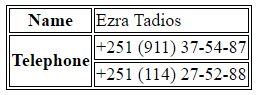 Name Ezra Tadios
Telephone +251 (911) 37-54-87
+251 (114) 27-52-88